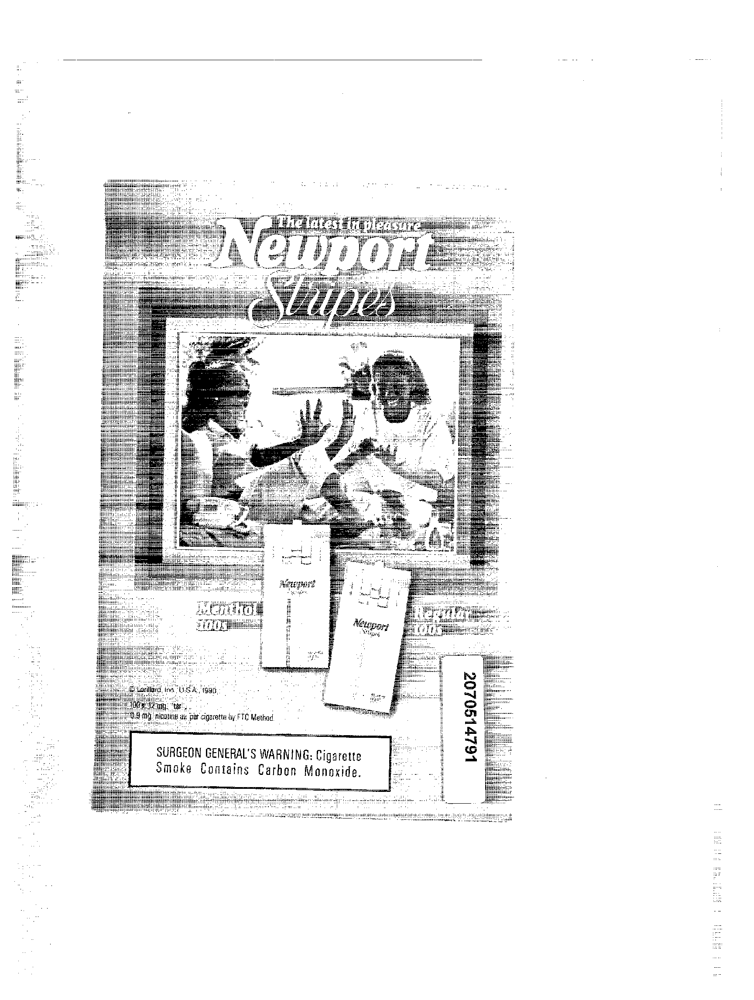 The latest in pleasure
Newport
Stripes
Newport
Stripes
Newport
Stripes
Menthol
100s
Regular
100s
© Lorillard, Inc., U.S.A., 1990
100's: 12 mg. "tar",
0.9 mg. nicotine av. per cigarette by FTC Method.
SURGEON GENERAL'S WARNING: Cigarette
Smoke Contains Carbon Monoxide.
2070514791